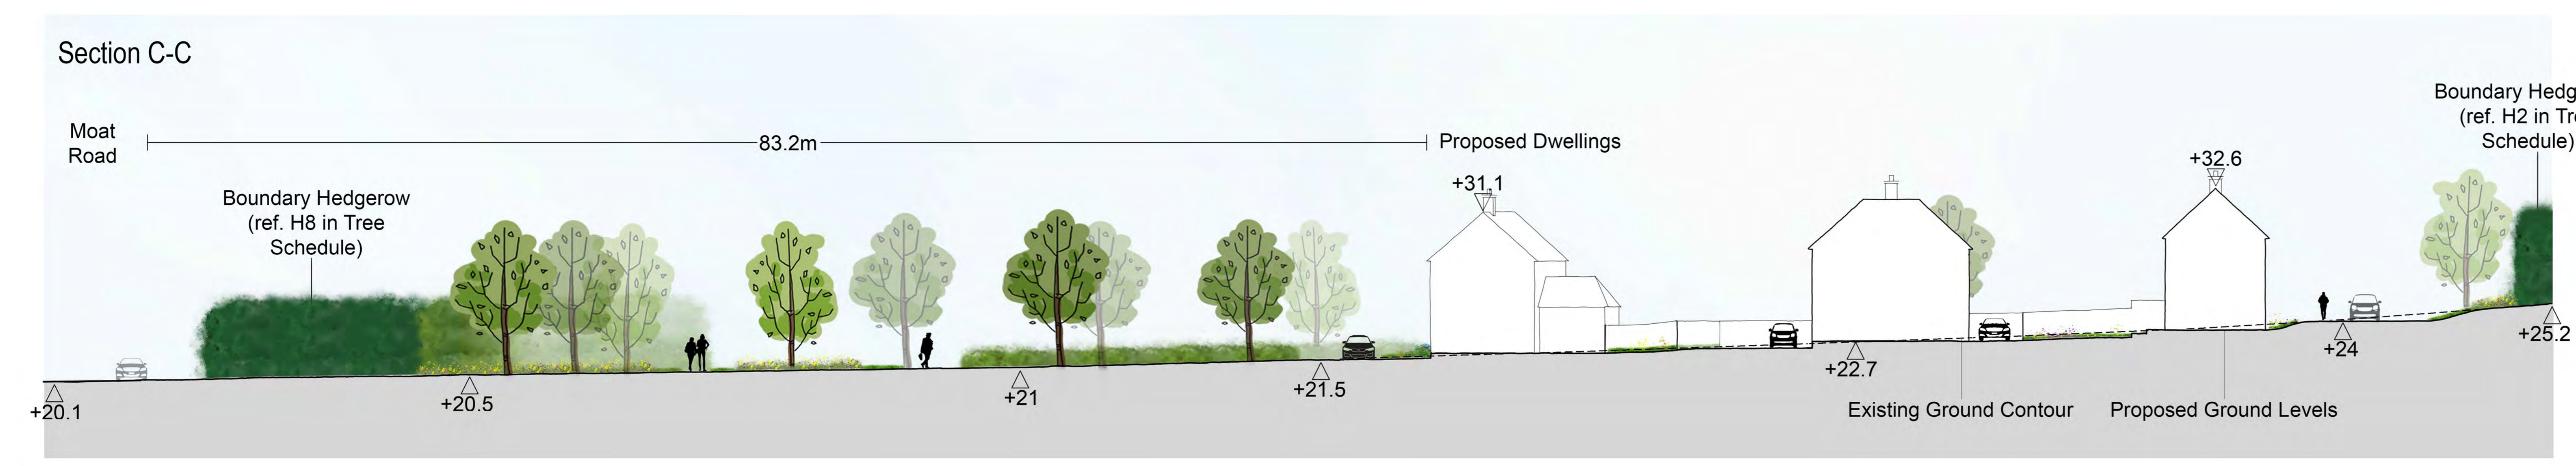 Section C-C
Moat
Road
83.2m
Proposed Dwellings
Boundary Hedgerow
(ref. H8 in Tree
Schedule)
+31.1
+32.6
Boundary Hedg
(ref. H2 in Tre
Schedule)
+20.1
+20.5
+21
+21.5
+22.7
+24
+25.2
Existing Ground Contour
Proposed Ground Levels